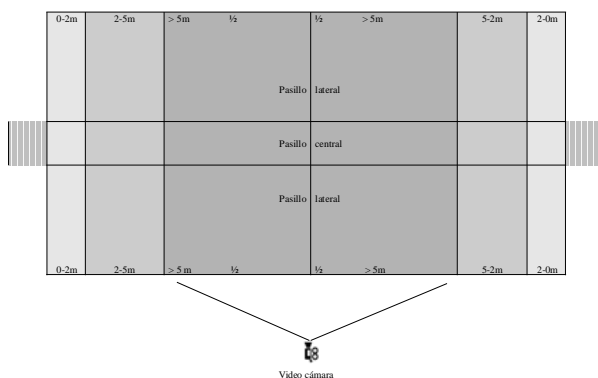 0-2m 2-5m > 5m ½ ½ > 5m 5-2m 2-0m
Pasillo lateral
Pasillo central
Pasillo lateral
0-2m 2-5m > 5 m ½ ½ > 5m 5-2m 2-0m
Video cámara